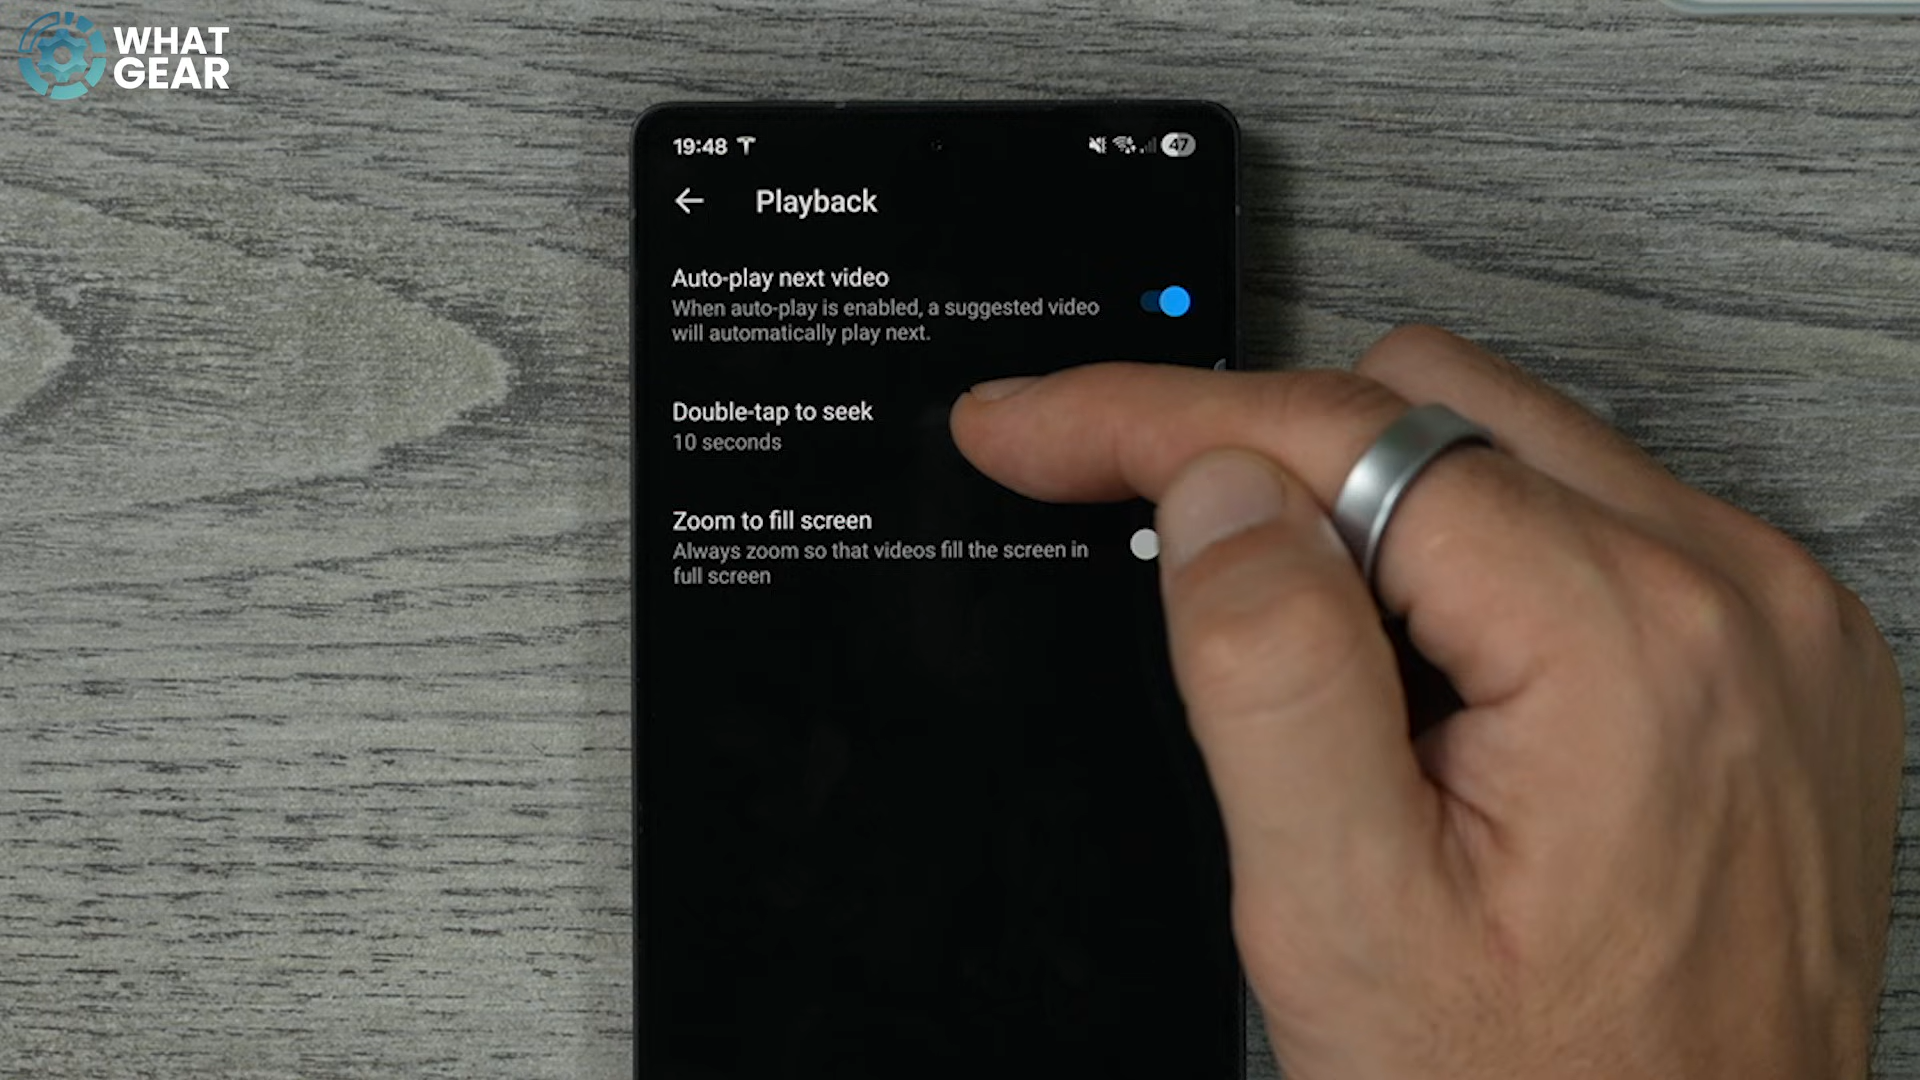 WHAT
GEAR
19:48
47
Playback
Auto-play next video
When auto-play is enabled, a suggested video
will automatically play next.
Double-tap to seek
10 seconds
Zoom to fill screen
Always zoom so that videos fill the screen in
full screen